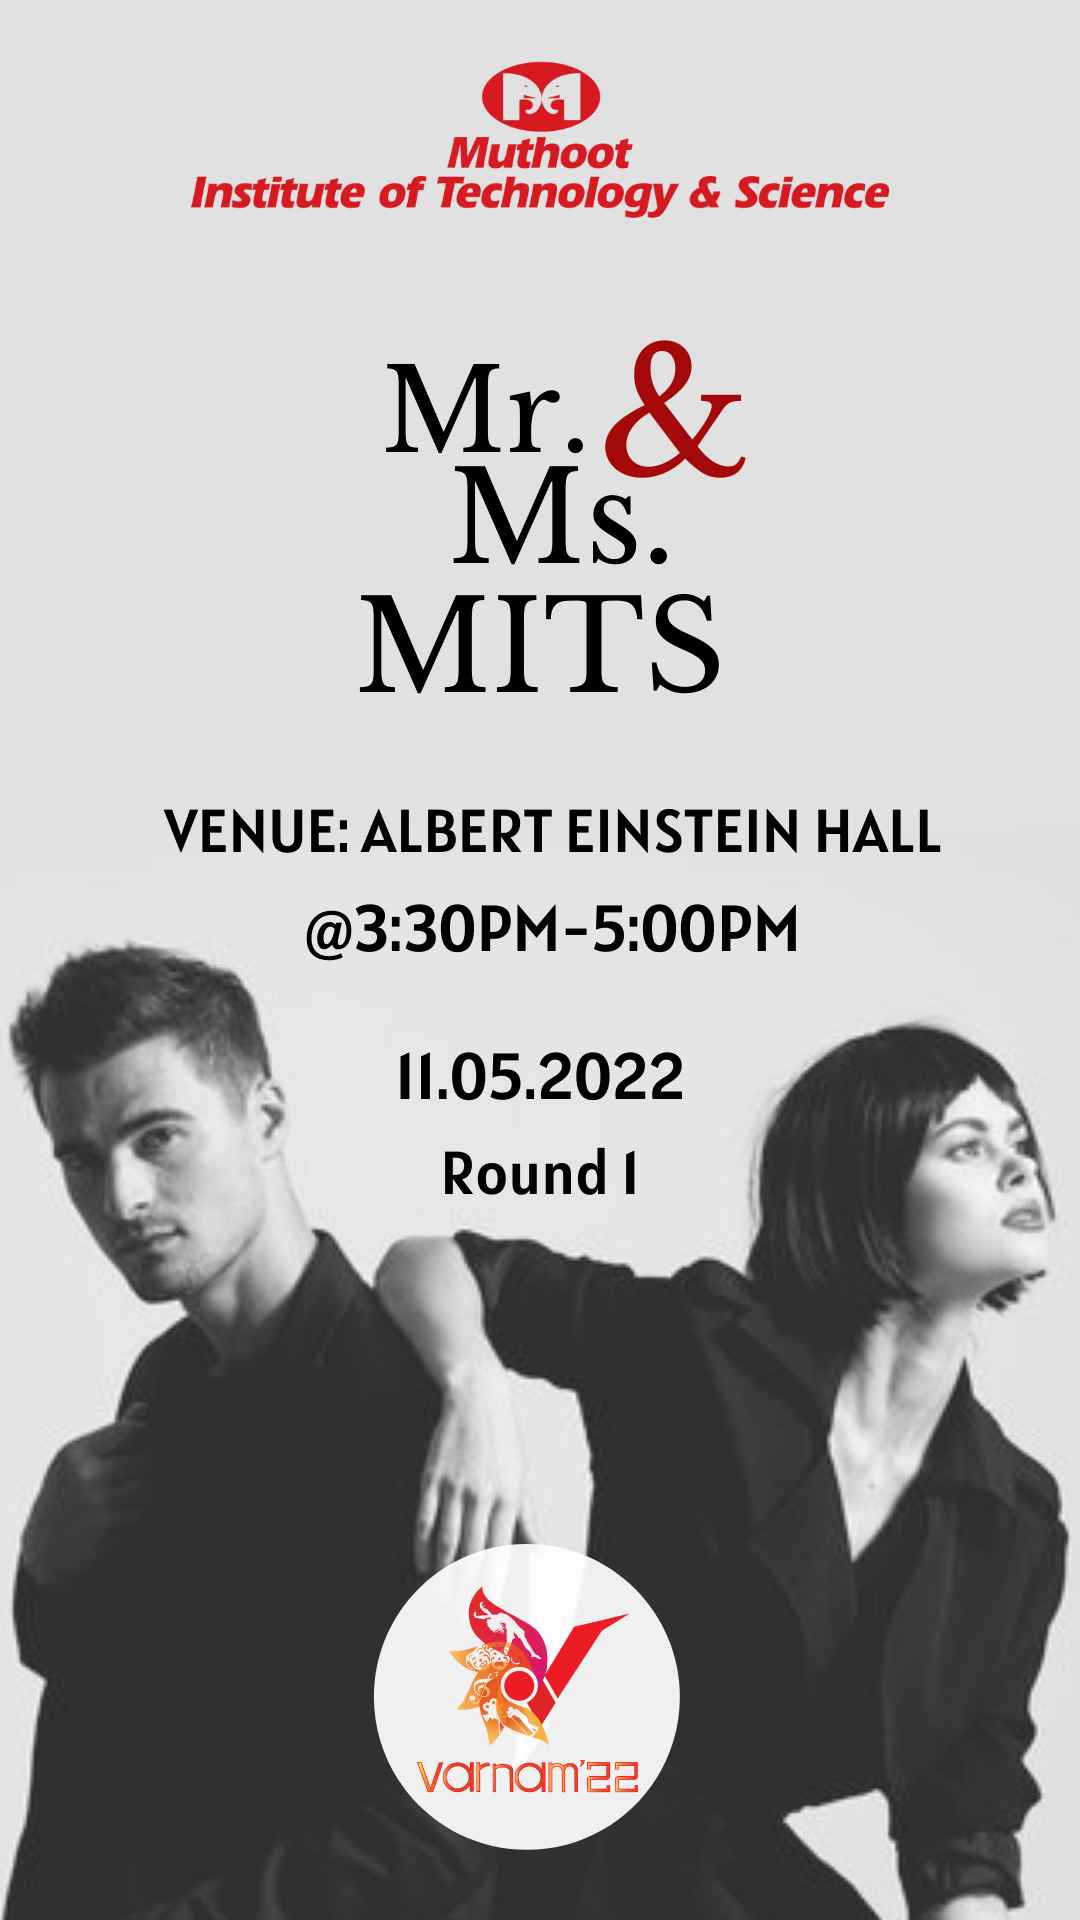 Muthoot
Institute of Technology & Science
Mr. &
Ms.
MITS
VENUE: ALBERT EINSTEIN HALL
@3:30PM-5:00PM
11.05.2022
Round 1
varnam'22